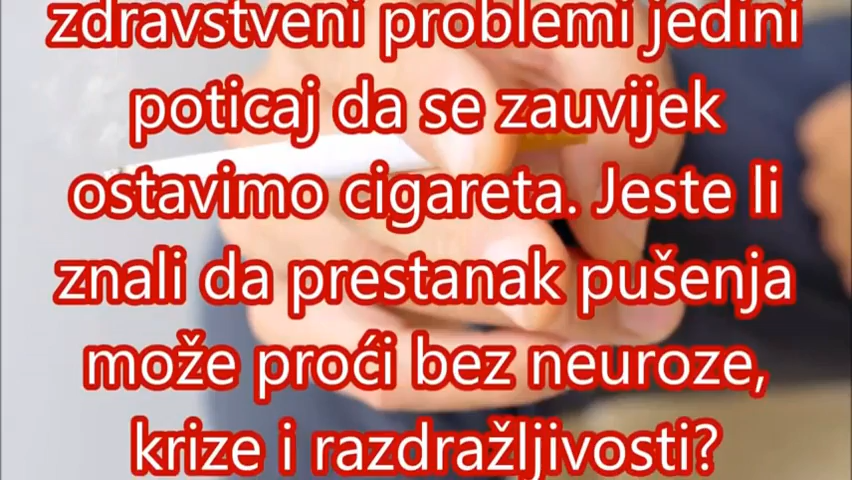 zdravstveni problemi jedini
poticaj da se zauvijek
ostavimo cigareta. Jeste li
znali da prestanak pušenja
može proći bez neuroze,
krize i razdražljivosti?